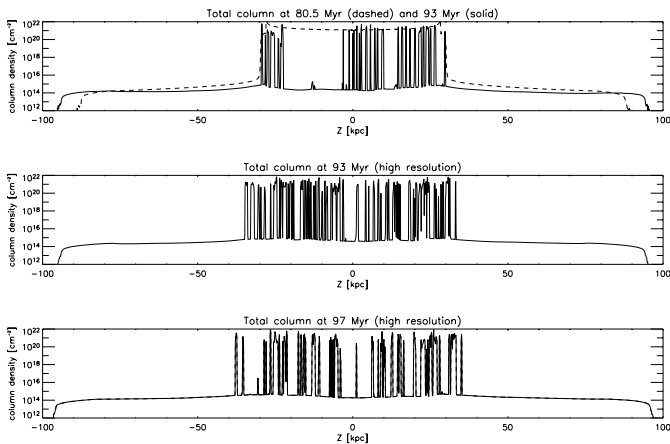 Total column at 80.5 Myr (dashed) and 93 Myr (solid)
column density [cm⁻²]
10²²
10²⁰
10¹⁸
10¹⁶
10¹⁴
10¹²
−100 −50 0 50 100
Z [kpc]
Total column at 93 Myr (high resolution)
column density [cm⁻²]
10²²
10²⁰
10¹⁸
10¹⁶
10¹⁴
10¹²
−100 −50 0 50 100
Z [kpc]
Total column at 97 Myr (high resolution)
column density [cm⁻²]
10²²
10²⁰
10¹⁸
10¹⁶
10¹⁴
10¹²
−100 −50 0 50 100
Z [kpc]